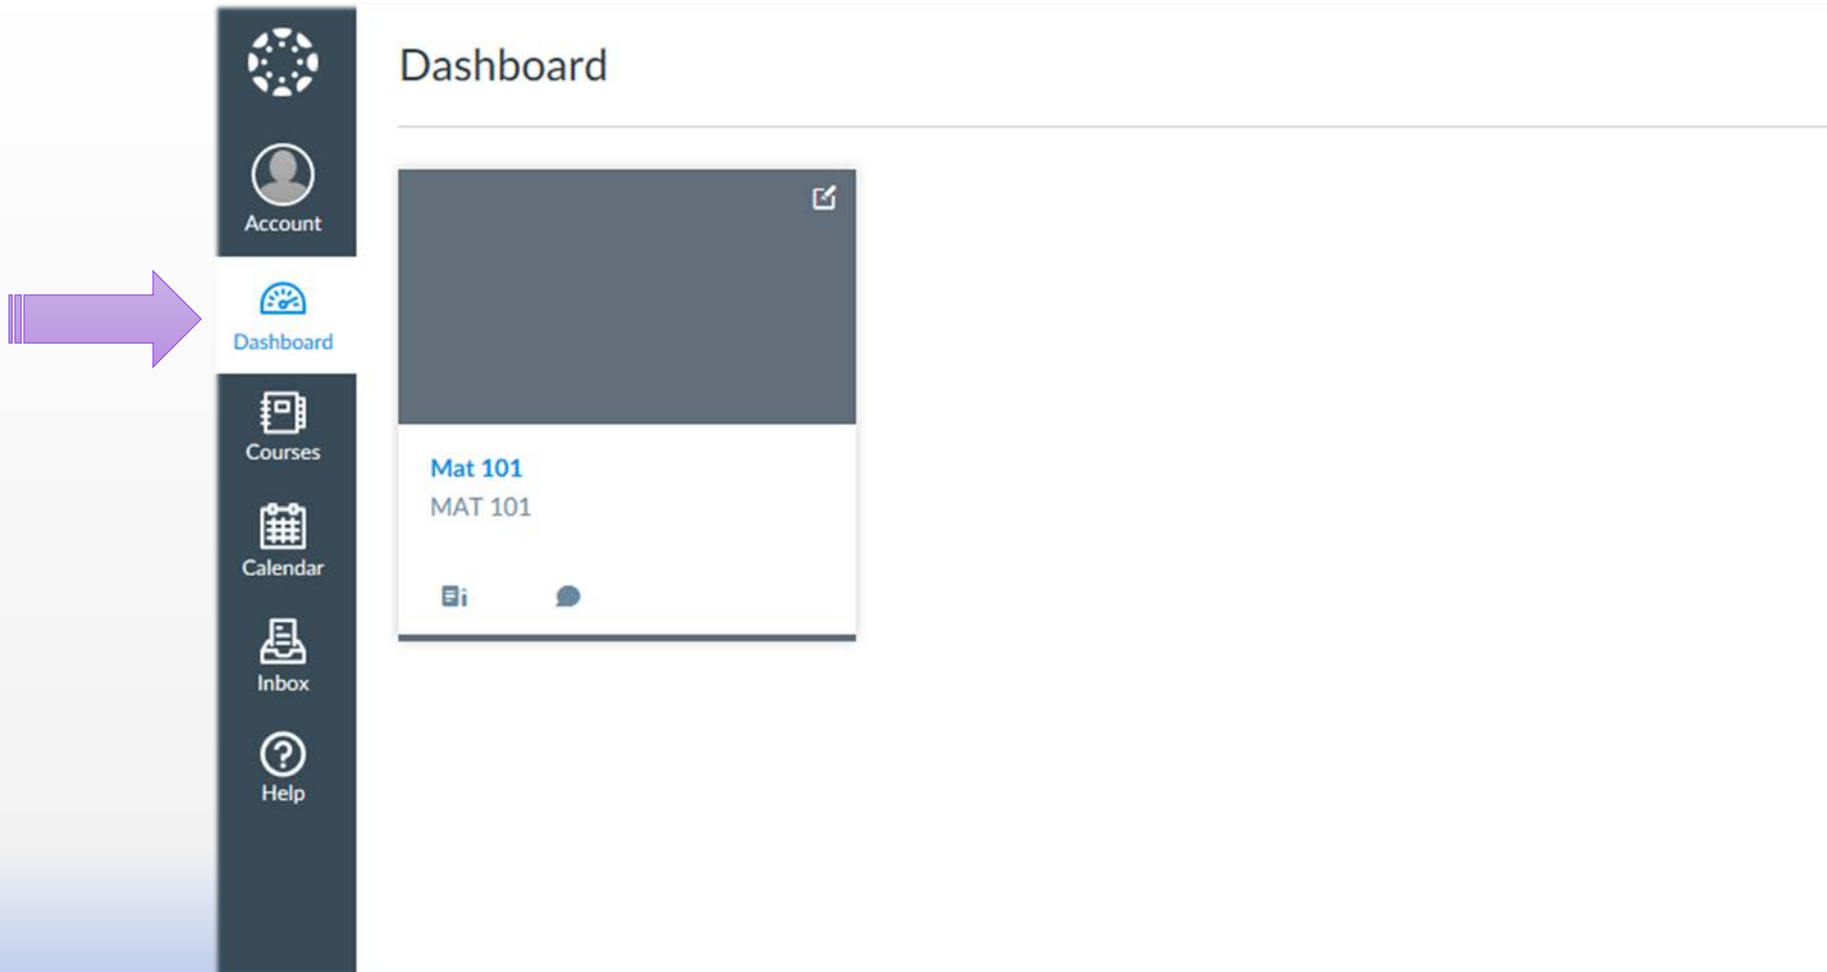 Dashboard
Account
Dashboard
Courses
Calendar
Inbox
Help
Mat 101
MAT 101